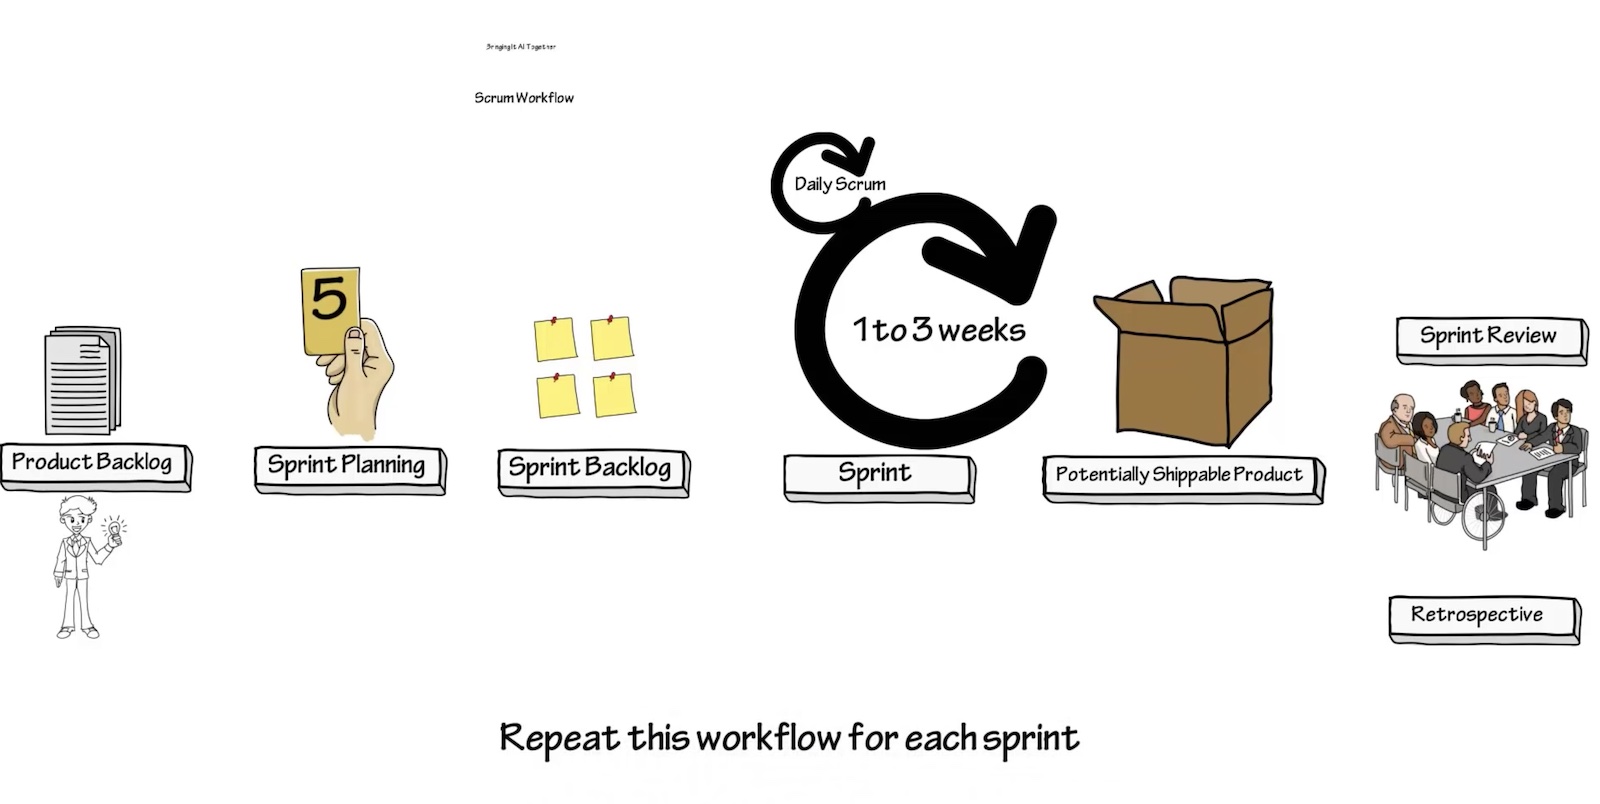 Bringing It All Together
Scrum Workflow
Daily Scrum
5
1 to 3 weeks
Sprint Review
Product Backlog
Sprint Planning
Sprint Backlog
Sprint
Potentially Shippable Product
Retrospective
Repeat this workflow for each sprint